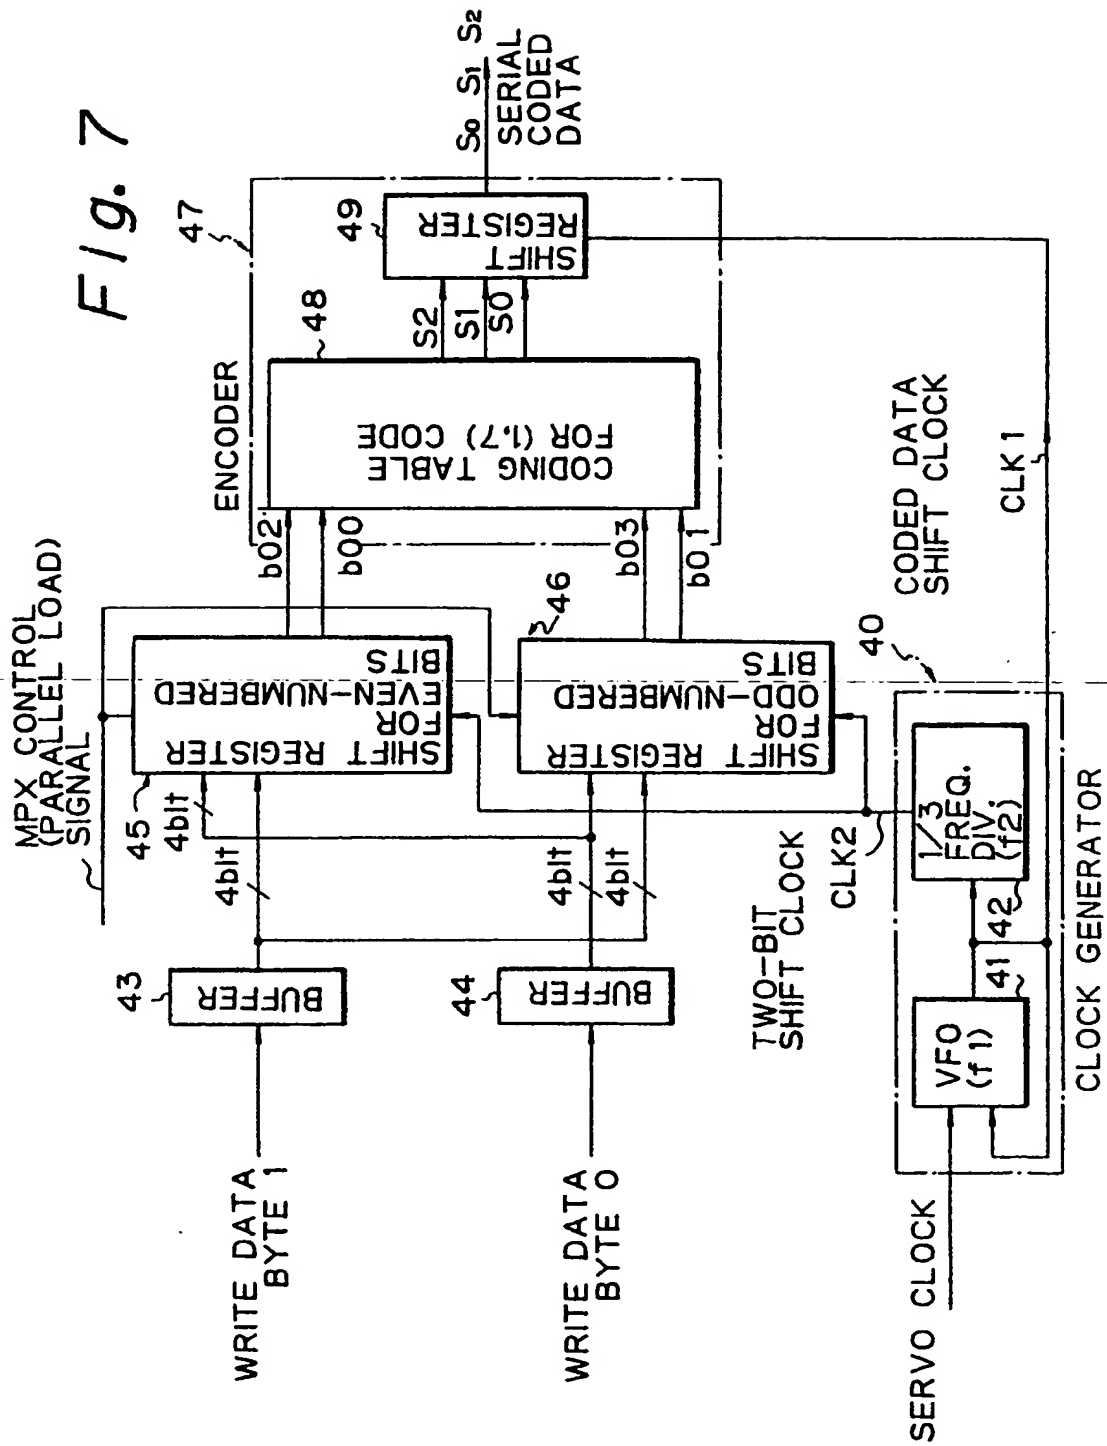 Fig. 7
MPX CONTROL
(PARALLEL LOAD)
SIGNAL
WRITE DATA
BYTE 1
WRITE DATA
BYTE 0
43
BUFFER
44
BUFFER
4bit
4bit
4bit
4bit
45
SHIFT REGISTER
FOR
EVEN-NUMBERED
BITS
46
SHIFT REGISTER
FOR
ODD-NUMBERED
BITS
b02
b00
b03
b01
ENCODER
47
48
CODING TABLE
FOR (1,7) CODE
S2
S1
S0
49
SHIFT
REGISTER
S0 S1 S2
SERIAL
CODED
DATA
TWO-BIT
SHIFT CLOCK
CLK2
CODED DATA
SHIFT CLOCK
CLK1
SERVO CLOCK
40
VFO
(f1)
41
1/3
FREQ.
DIV.
(f2)
42
CLOCK GENERATOR